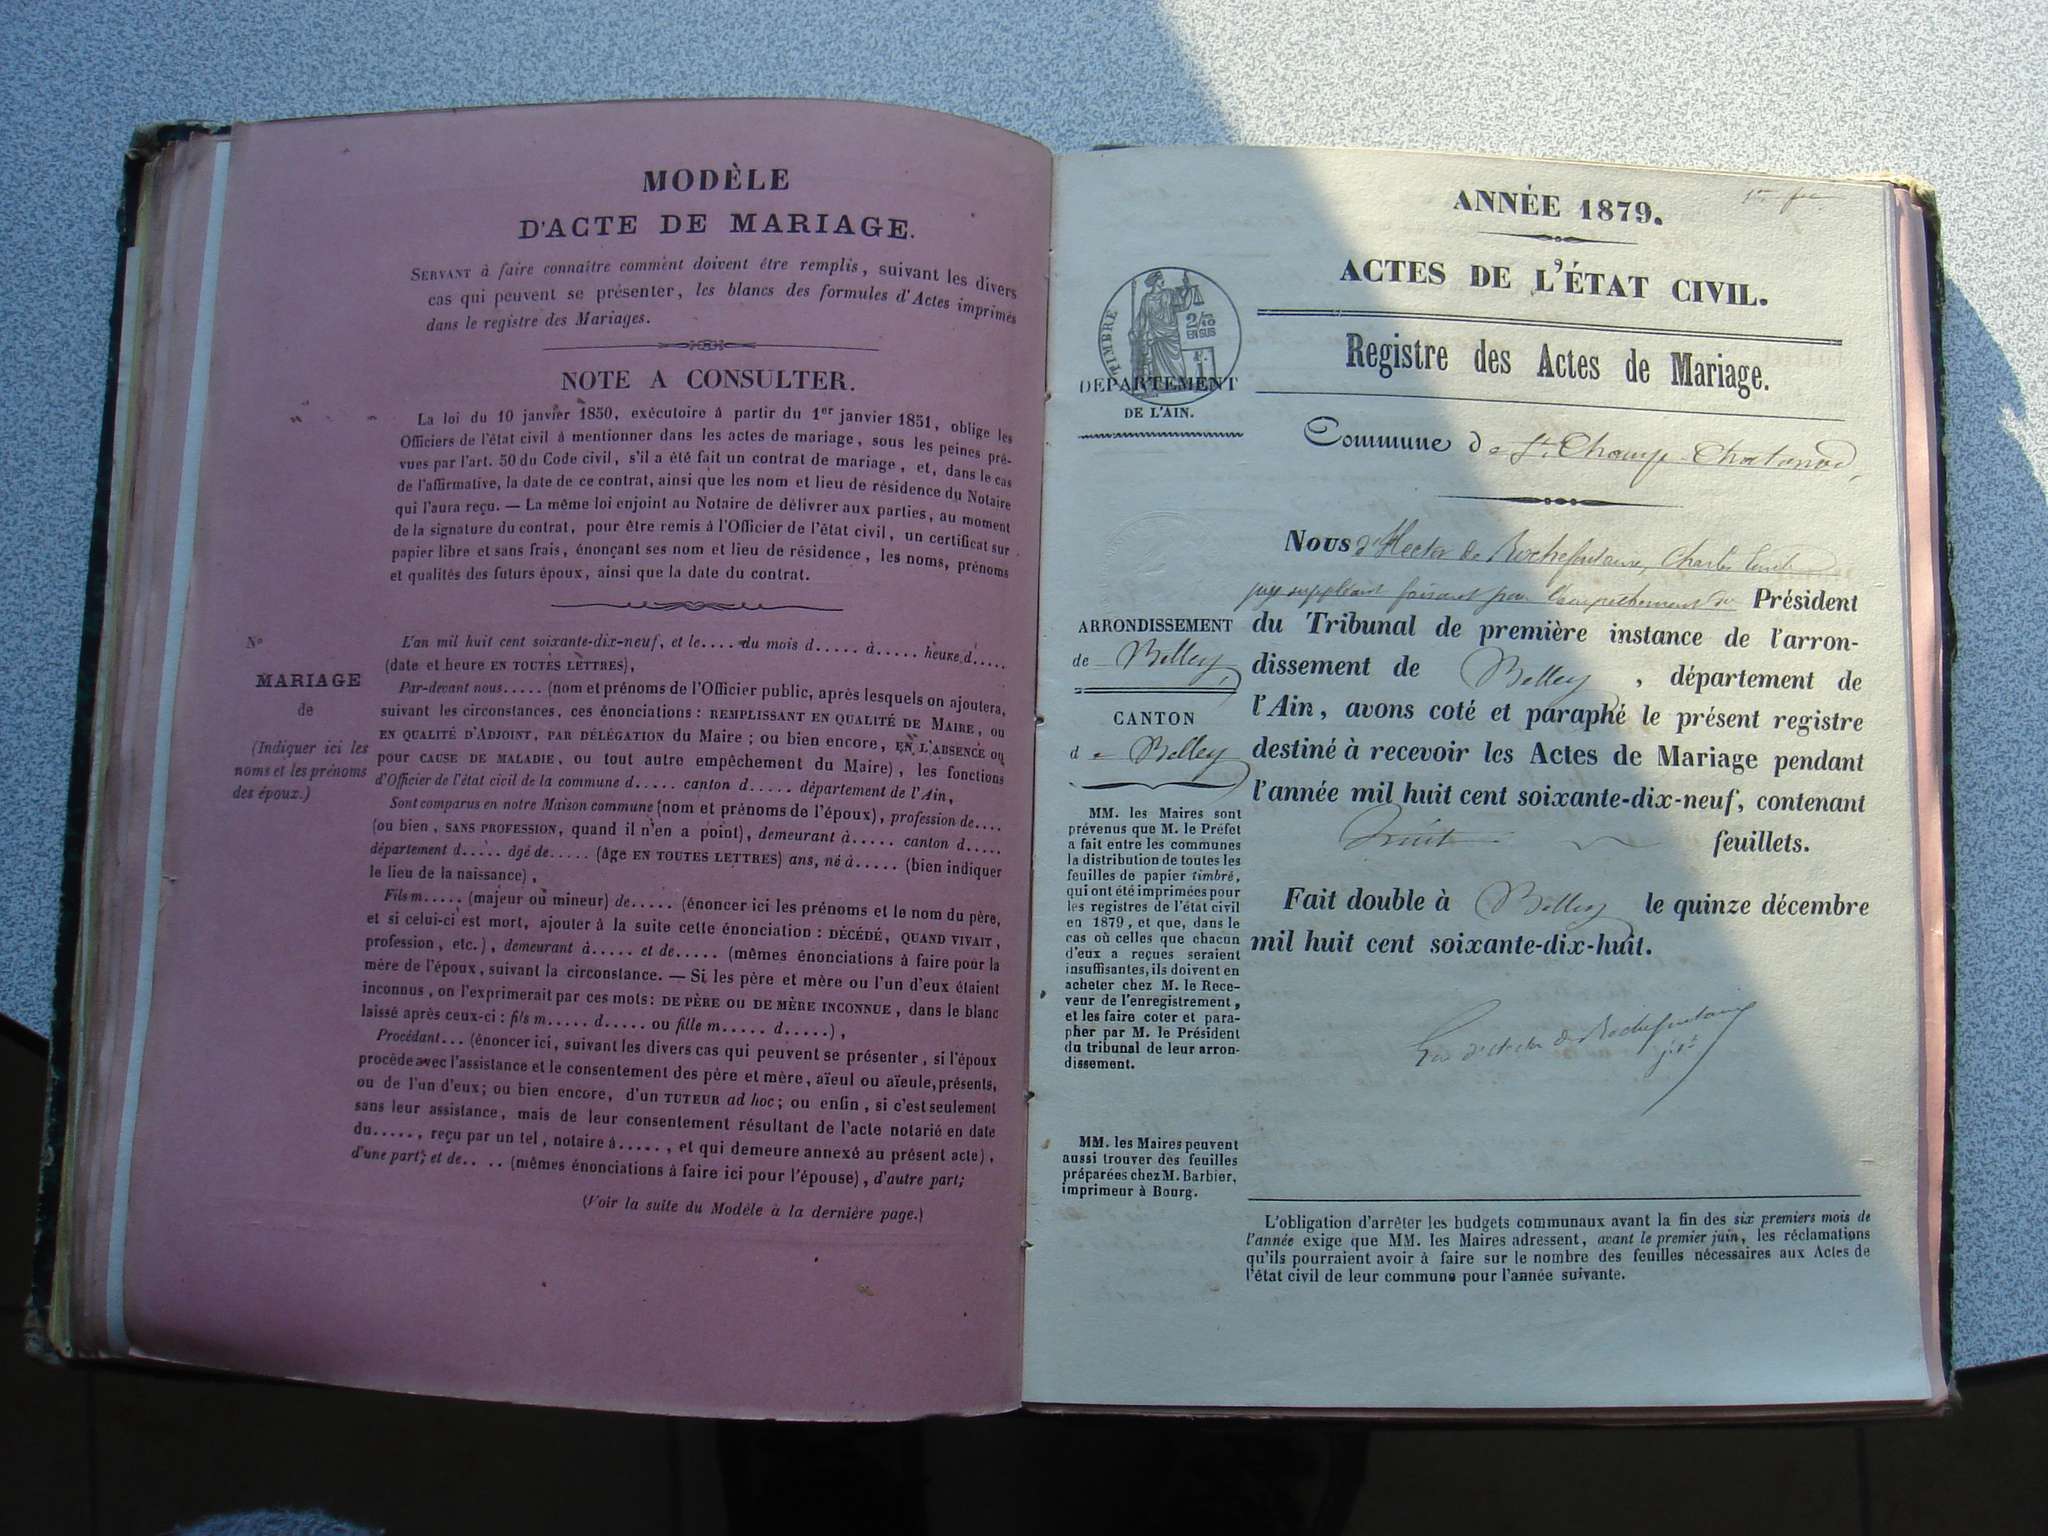 MODÈLE
D'ACTE DE MARIAGE.
SERVANT à faire connaître comment doivent être remplis, suivant les divers
cas qui peuvent se présenter, les blancs des formules d'Actes imprimés
dans le registre des Mariages.
NOTE A CONSULTER.
La loi du 10 janvier 1850, exécutoire à partir du 1er janvier 1851, oblige les
Officiers de l'état civil à mentionner dans les actes de mariage, sous les peines pré-
vues par l'art. 50 du Code civil, s'il a été fait un contrat de mariage, et, dans le cas
de l'affirmative, la date de ce contrat, ainsi que les nom et lieu de résidence du Notaire
qui l'aura reçu. — La même loi enjoint au Notaire de délivrer aux parties, au moment
de la signature du contrat, pour être remis à l'Officier de l'état civil, un certificat sur
papier libre et sans frais, énonçant ses nom et lieu de résidence, les noms, prénoms
et qualités des futurs époux, ainsi que la date du contrat.
N°
MARIAGE
de
(Indiquer ici les
noms et les prénoms
des époux.)
L'an mil huit cent soixante-dix-neuf, et le.... du mois d..... à..... heure d.....
(date et heure EN TOUTES LETTRES),
Par-devant nous..... (nom et prénoms de l'Officier public, après lesquels on ajoutera,
suivant les circonstances, ces énonciations : REMPLISSANT EN QUALITÉ DE MAIRE, ou
EN QUALITÉ D'ADJOINT, PAR DÉLÉGATION du Maire ; ou bien encore, EN L'ABSENCE ou
pour CAUSE DE MALADIE, ou tout autre empêchement du Maire), les fonctions
d'Officier de l'état civil de la commune d..... canton d..... département de l'Ain,
Sont comparus en notre Maison commune (nom et prénoms de l'époux), profession de....
(ou bien, SANS PROFESSION, quand il n'en a point), demeurant à..... canton d.....
département d..... âgé de..... (âge EN TOUTES LETTRES) ans, né à..... (bien indiquer
le lieu de la naissance),
Fils m..... (majeur ou mineur) de..... (énoncer ici les prénoms et le nom du père,
et si celui-ci est mort, ajouter à la suite cette énonciation : DÉCÉDÉ, QUAND VIVAIT,
profession, etc.), demeurant à..... et de..... (mêmes énonciations à faire pour la
mère de l'époux, suivant la circonstance. — Si les père et mère ou l'un d'eux étaient
inconnus, on l'exprimerait par ces mots: DE PÈRE ou DE MÈRE INCONNUE, dans le blanc
laissé après ceux-ci : fils m..... d..... ou fille m..... d.....),
Procédant... (énoncer ici, suivant les divers cas qui peuvent se présenter, si l'époux
procède avec l'assistance et le consentement des père et mère, aïeul ou aïeule, présents,
ou de l'un d'eux; ou bien encore, d'un TUTEUR ad hoc; ou enfin, si c'est seulement
sans leur assistance, mais de leur consentement résultant de l'acte notarié en date
du....., reçu par un tel, notaire à....., et qui demeure annexé au présent acte),
d'une part; et de.. .. (mêmes énonciations à faire ici pour l'épouse), d'autre part;
(Voir la suite du Modèle à la dernière page.)
ANNÉE 1879.
ACTES DE L'ÉTAT CIVIL.
Registre des Actes de Mariage.
TIMBRE
2/10
EN SUS
DÉPARTEMENT
DE L'AIN.
Commune de St Champ-Chatonod,
Nous d'Hector de Rochefontaine, Charles
juge suppléant faisant pour l'empêchement du Président
du Tribunal de première instance de l'arron-
dissement de Belley, département de
l'Ain, avons coté et paraphé le présent registre
destiné à recevoir les Actes de Mariage pendant
l'année mil huit cent soixante-dix-neuf, contenant
huit feuillets.
Fait double à Belley le quinze décembre
mil huit cent soixante-dix-huit.
d'Hector de Rochefontaine
ARRONDISSEMENT
de Belley,
CANTON
de Belley
MM. les Maires sont
prévenus que M. le Préfet
a fait entre les communes
la distribution de toutes les
feuilles de papier timbré,
qui ont été imprimées pour
les registres de l'état civil
en 1879, et que, dans le
cas où celles que chacun
d'eux a reçues seraient
insuffisantes, ils doivent en
acheter chez M. le Rece-
veur de l'enregistrement,
et les faire coter et para-
pher par M. le Président
du tribunal de leur arron-
dissement.
MM. les Maires peuvent
aussi trouver des feuilles
préparées chez M. Barbier,
imprimeur à Bourg.
L'obligation d'arrêter les budgets communaux avant la fin des six premiers mois de
l'année exige que MM. les Maires adressent, avant le premier juin, les réclamations
qu'ils pourraient avoir à faire sur le nombre des feuilles nécessaires aux Actes de
l'état civil de leur commune pour l'année suivante.